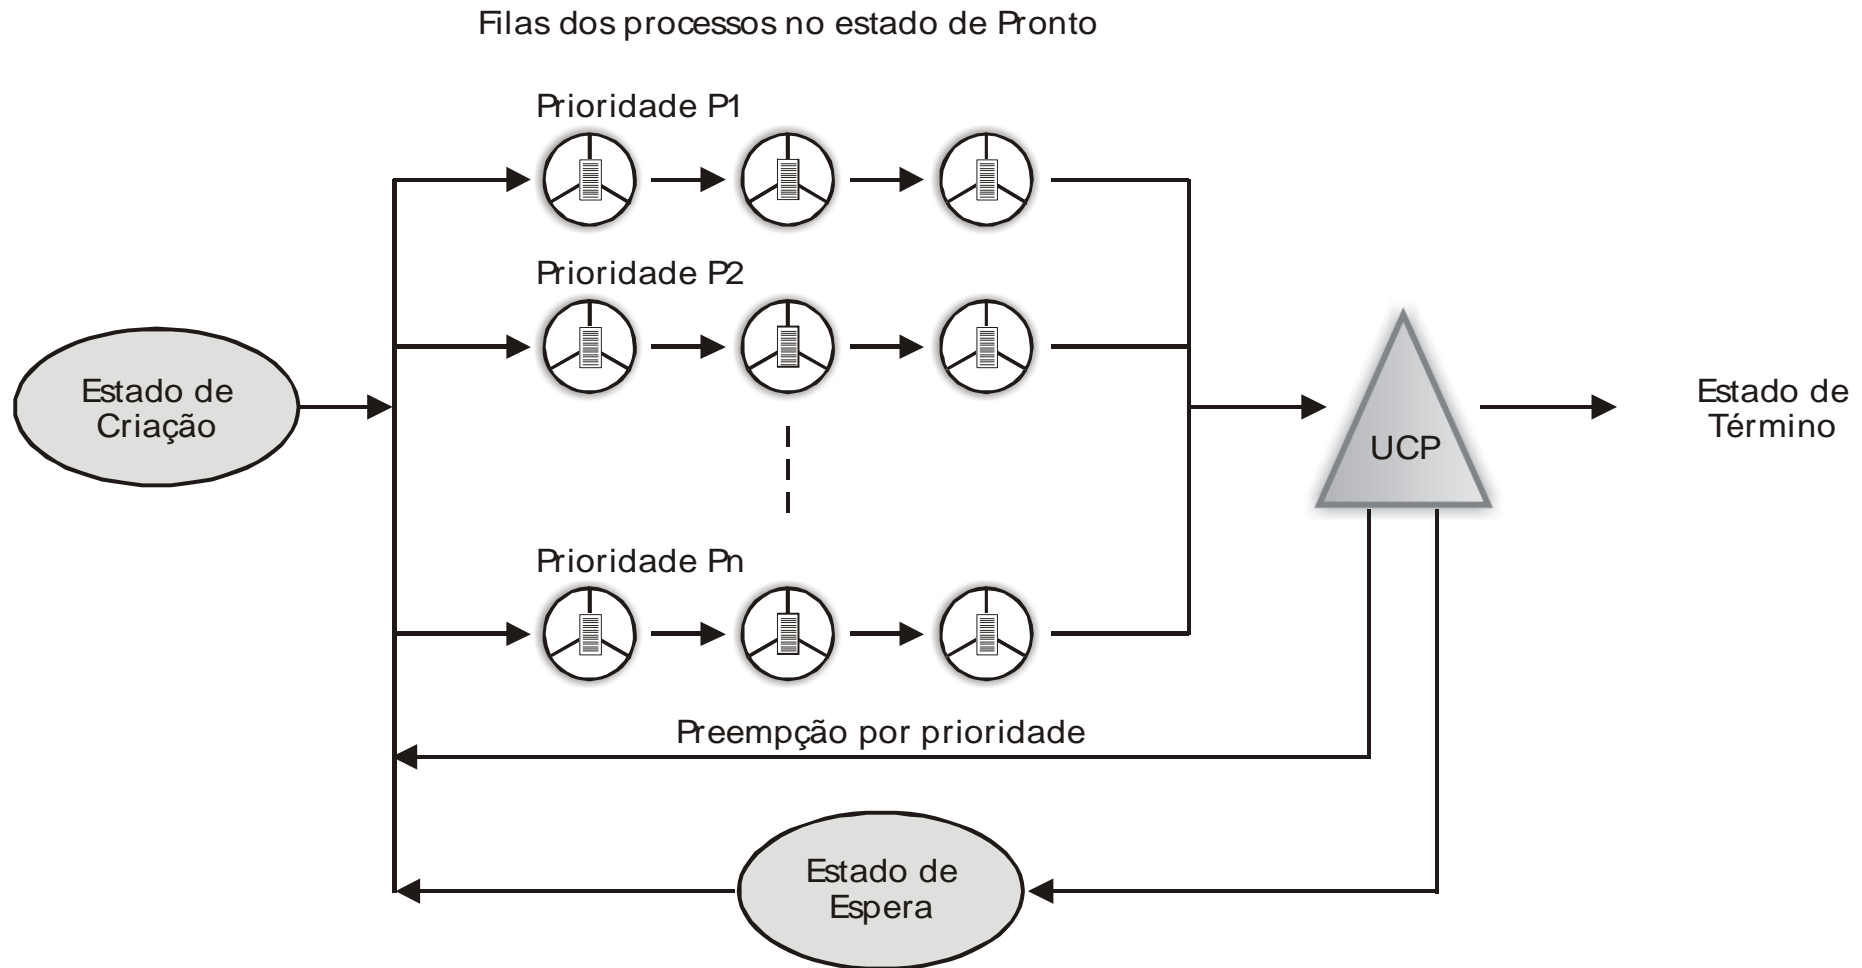 Filas dos processos no estado de Pronto
Prioridade P1
Prioridade P2
Estado de
Criação
UCP
Estado de
Término
Prioridade Pn
Preempção por prioridade
Estado de
Espera